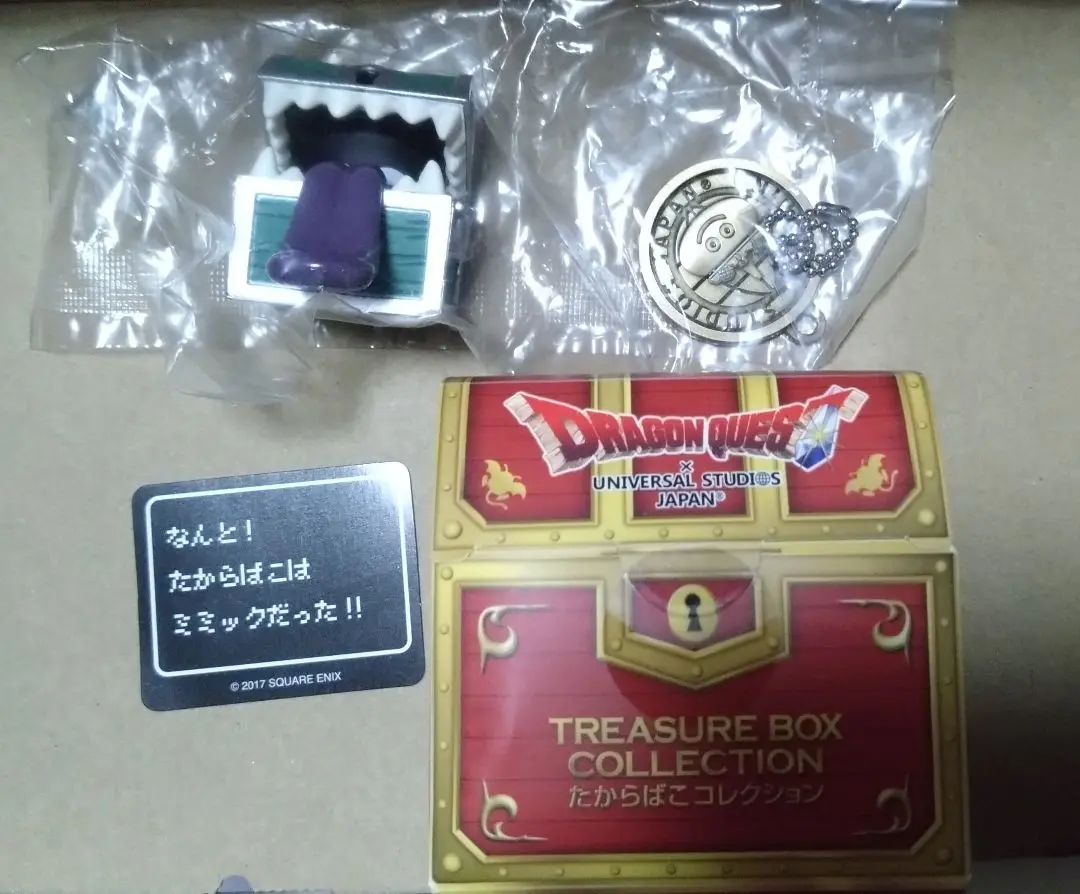 JAPAN
STUDIOS
DRAGON QUEST
×
UNIVERSAL STUDIOS
JAPAN®
なんと!
たからばこは
ミミックだった!!
© 2017 SQUARE ENIX
TREASURE BOX
COLLECTION
たからばこコレクション